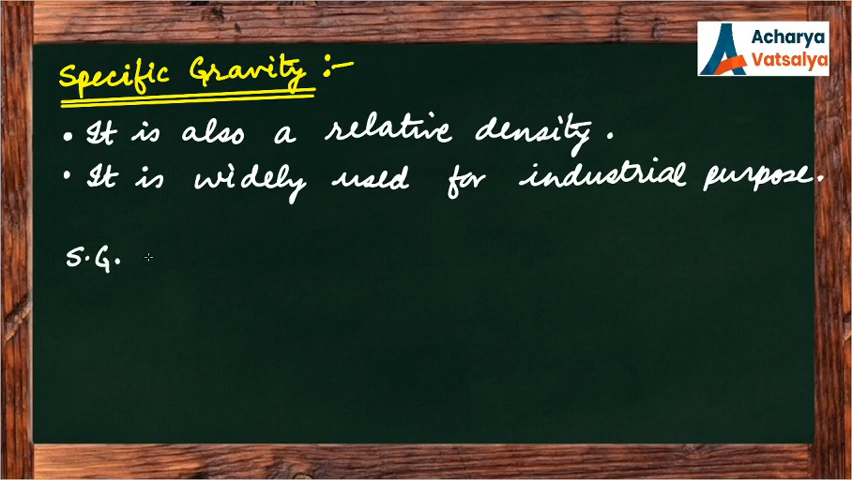 Acharya
Vatsalya
Specific Gravity :-
• It is also a relative density.
• It is widely used for industrial purpose.
S.G.